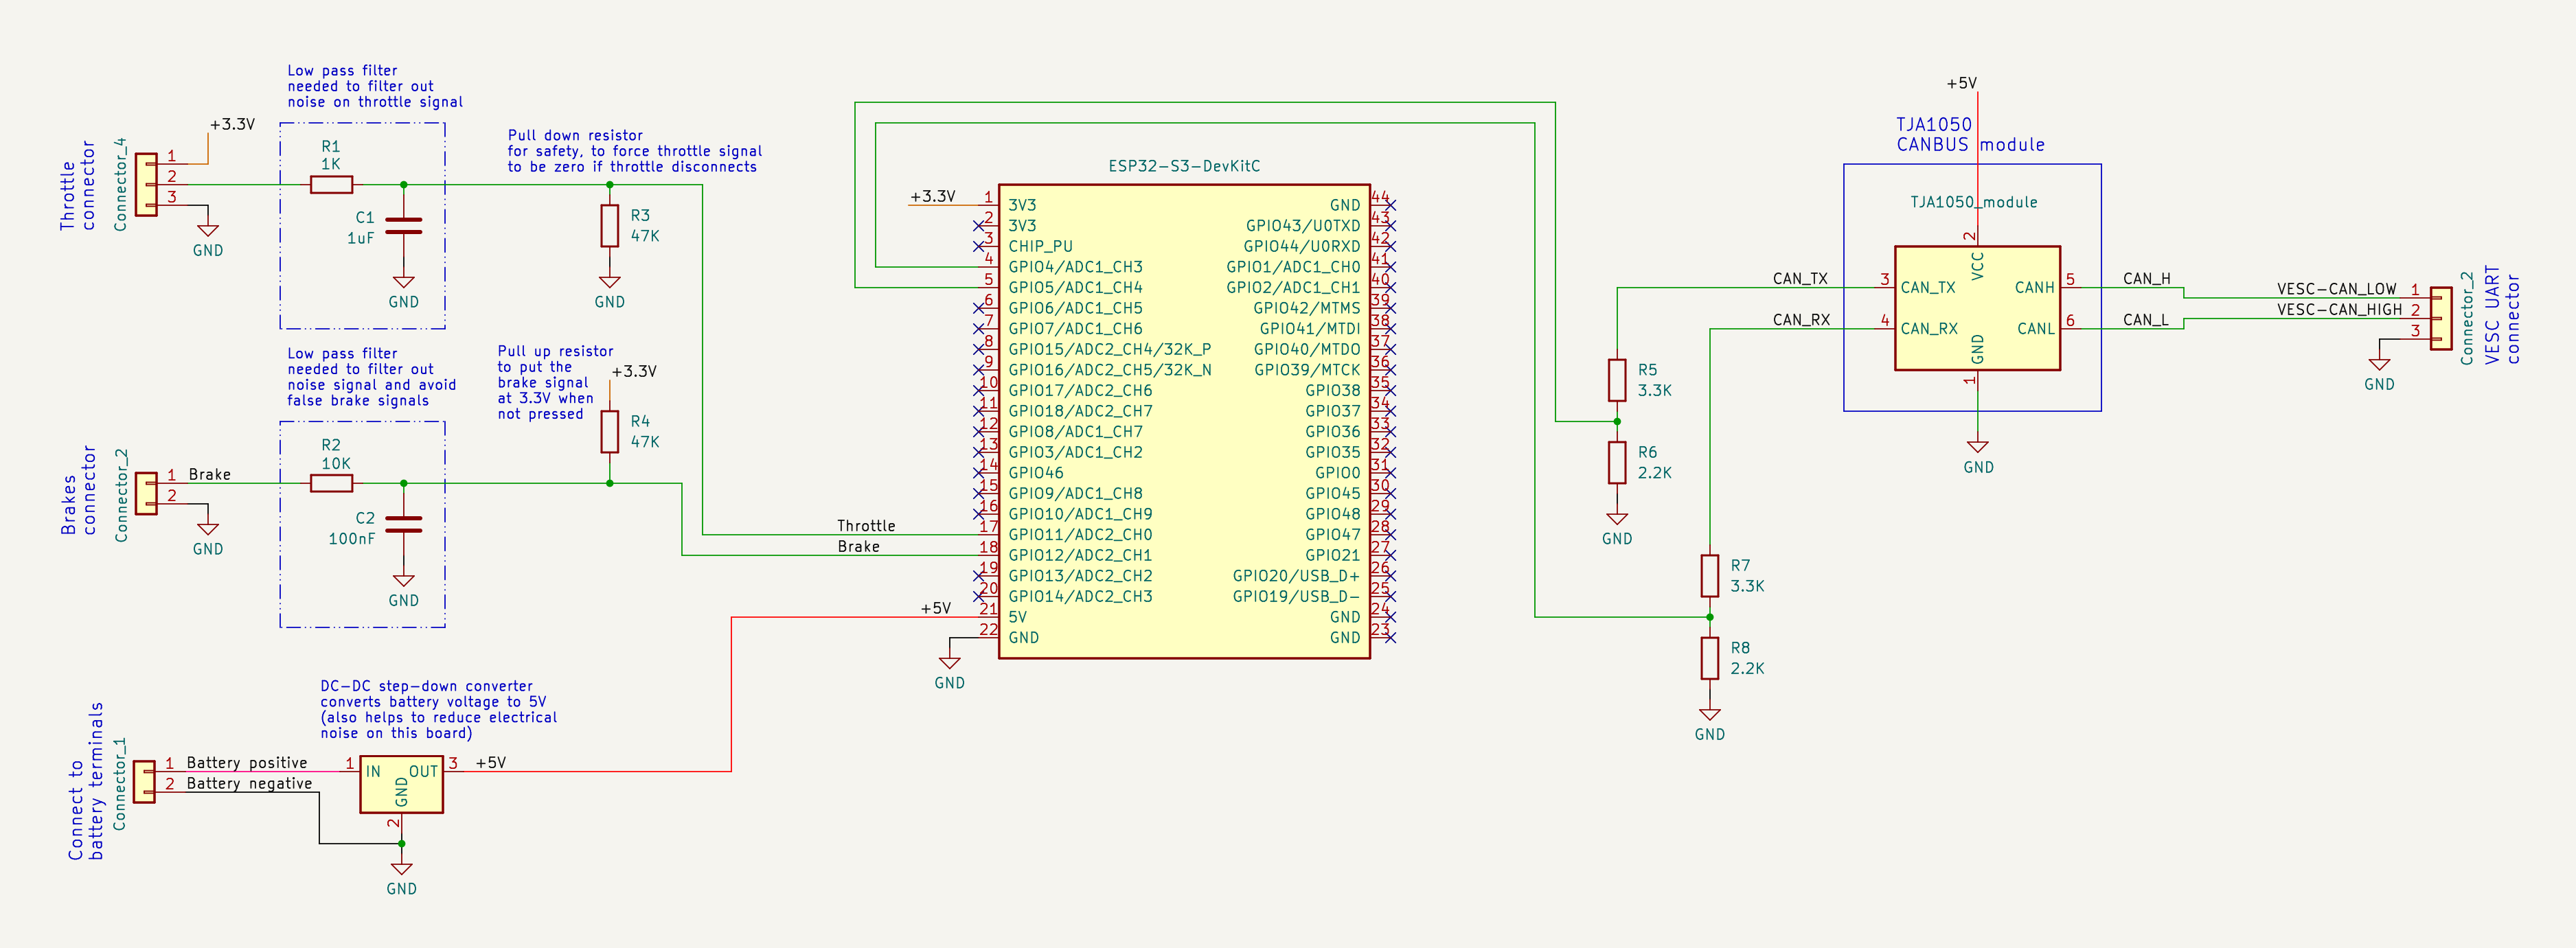 Low pass filter
needed to filter out
noise on throttle signal
Throttle
connector
Connector_4
1
2
3
+3.3V
GND
R1
1K
C1
1uF
GND
Pull down resistor
for safety, to force throttle signal
to be zero if throttle disconnects
R3
47K
GND
Low pass filter
needed to filter out
noise signal and avoid
false brake signals
Brakes
connector
Connector_2
1
2
Brake
GND
R2
10K
C2
100nF
GND
Pull up resistor
to put the
brake signal
at 3.3V when
not pressed
+3.3V
R4
47K
Throttle
Brake
DC-DC step-down converter
converts battery voltage to 5V
(also helps to reduce electrical
noise on this board)
Connect to
battery terminals
Connector_1
1
2
Battery positive
Battery negative
1
IN
OUT
GND
3
2
+5V
GND
ESP32-S3-DevKitC
+3.3V
+5V
GND
1 3V3
2 3V3
3 CHIP_PU
4 GPIO4/ADC1_CH3
5 GPIO5/ADC1_CH4
6 GPIO6/ADC1_CH5
7 GPIO7/ADC1_CH6
8 GPIO15/ADC2_CH4/32K_P
9 GPIO16/ADC2_CH5/32K_N
10 GPIO17/ADC2_CH6
11 GPIO18/ADC2_CH7
12 GPIO8/ADC1_CH7
13 GPIO3/ADC1_CH2
14 GPIO46
15 GPIO9/ADC1_CH8
16 GPIO10/ADC1_CH9
17 GPIO11/ADC2_CH0
18 GPIO12/ADC2_CH1
19 GPIO13/ADC2_CH2
20 GPIO14/ADC2_CH3
21 5V
22 GND
GND 44
GPIO43/U0TXD 43
GPIO44/U0RXD 42
GPIO1/ADC1_CH0 41
GPIO2/ADC1_CH1 40
GPIO42/MTMS 39
GPIO41/MTDI 38
GPIO40/MTDO 37
GPIO39/MTCK 36
GPIO38 35
GPIO37 34
GPIO36 33
GPIO35 32
GPIO0 31
GPIO45 30
GPIO48 29
GPIO47 28
GPIO21 27
GPIO20/USB_D+ 26
GPIO19/USB_D- 25
GND 24
GND 23
R5
3.3K
R6
2.2K
GND
R7
3.3K
R8
2.2K
GND
+5V
TJA1050
CANBUS module
TJA1050_module
CAN_TX
CAN_RX
3 CAN_TX
4 CAN_RX
2
VCC
GND
1
CANH 5
CANL 6
GND
CAN_H
CAN_L
VESC-CAN_LOW
VESC-CAN_HIGH
1
2
3
GND
Connector_2
VESC UART
connector